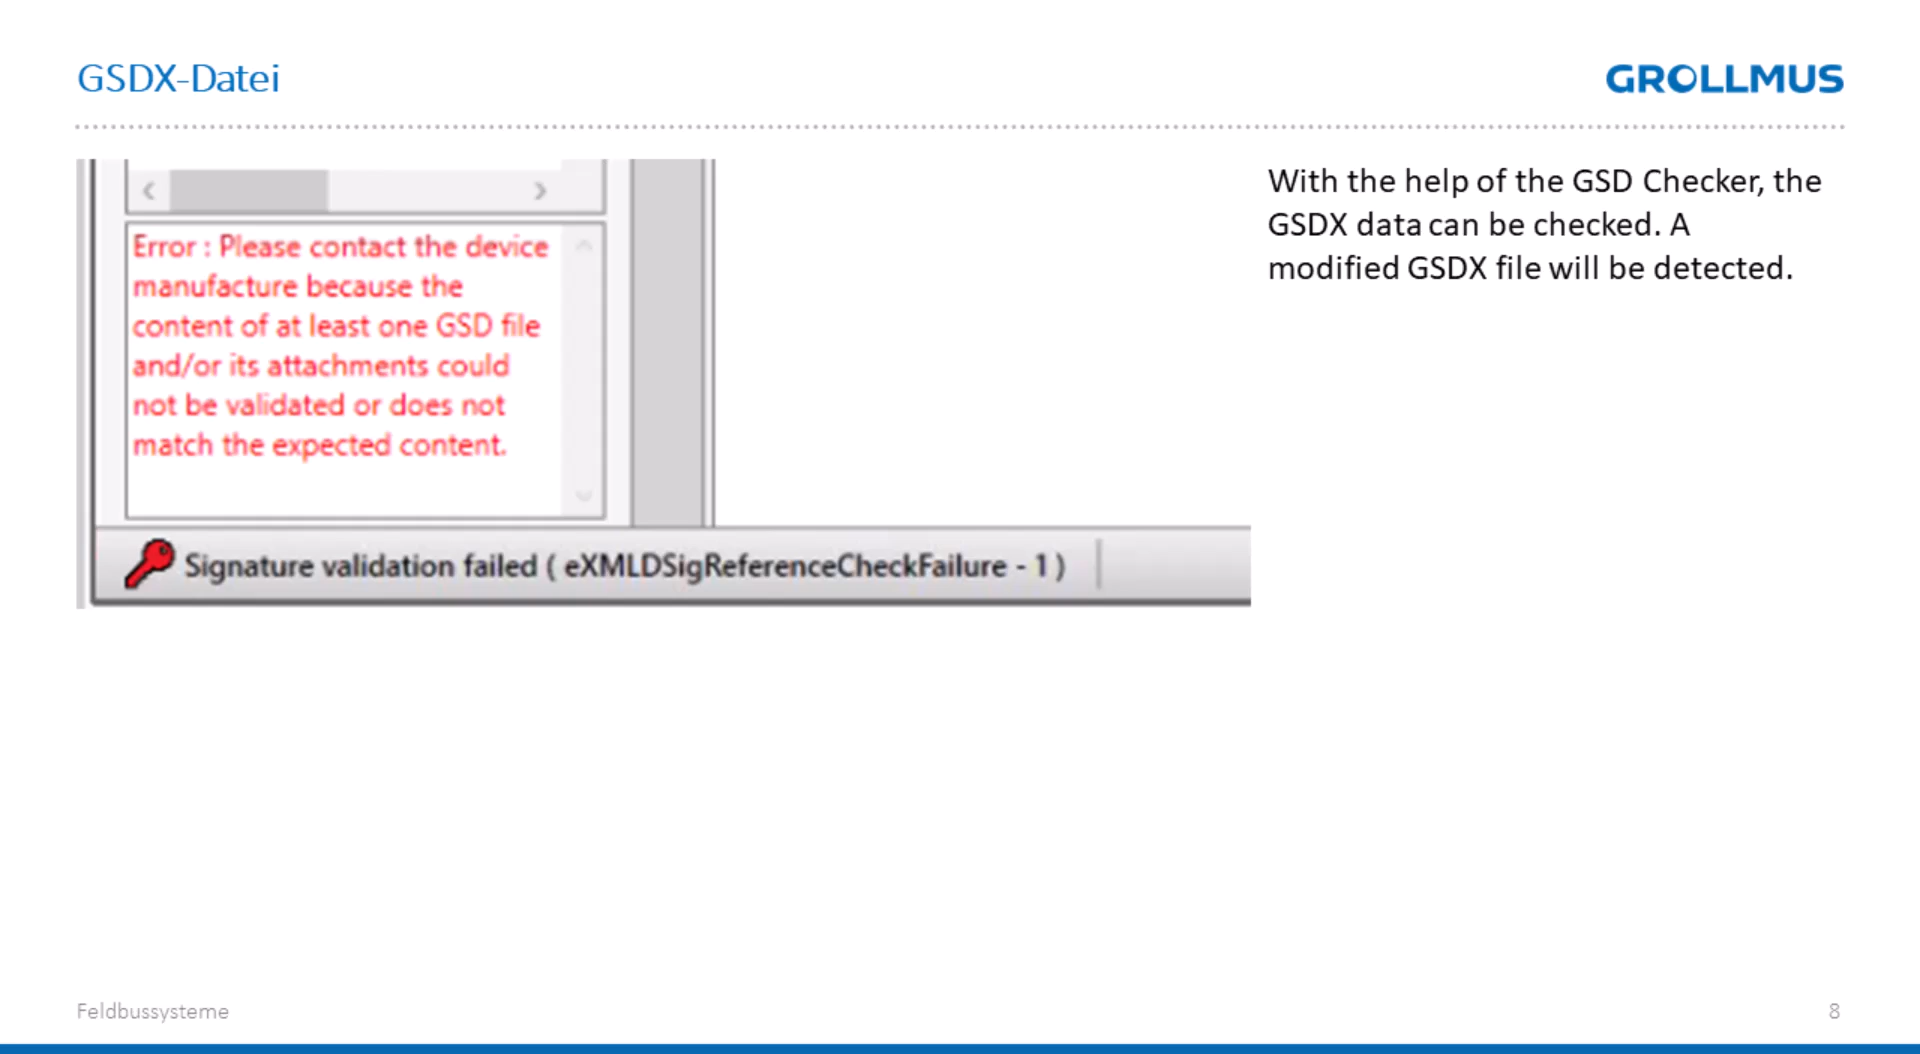 GSDX-Datei
GROLLMUS
Error : Please contact the device
manufacture because the
content of at least one GSD file
and/or its attachments could
not be validated or does not
match the expected content.
Signature validation failed ( eXMLDSigReferenceCheckFailure - 1 )
With the help of the GSD Checker, the
GSDX data can be checked. A
modified GSDX file will be detected.
Feldbussysteme
8